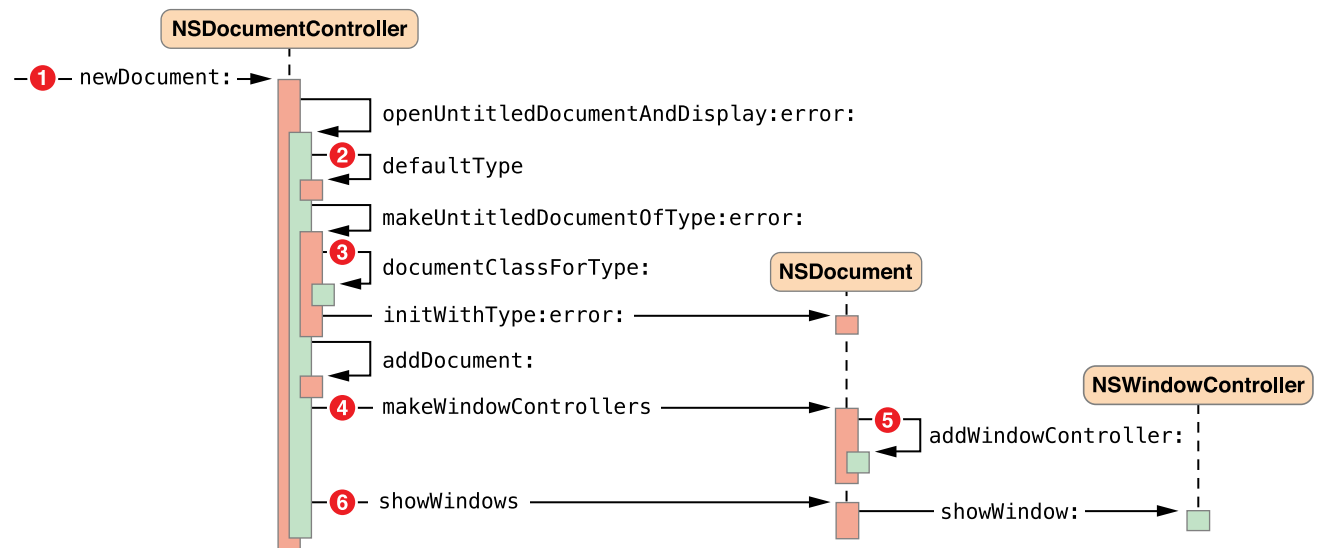 NSDocumentController
1 newDocument:
openUntitledDocumentAndDisplay:error:
2 defaultType
makeUntitledDocumentOfType:error:
3 documentClassForType:
NSDocument
initWithType:error:
addDocument:
NSWindowController
4 makeWindowControllers
5 addWindowController:
6 showWindows
showWindow: